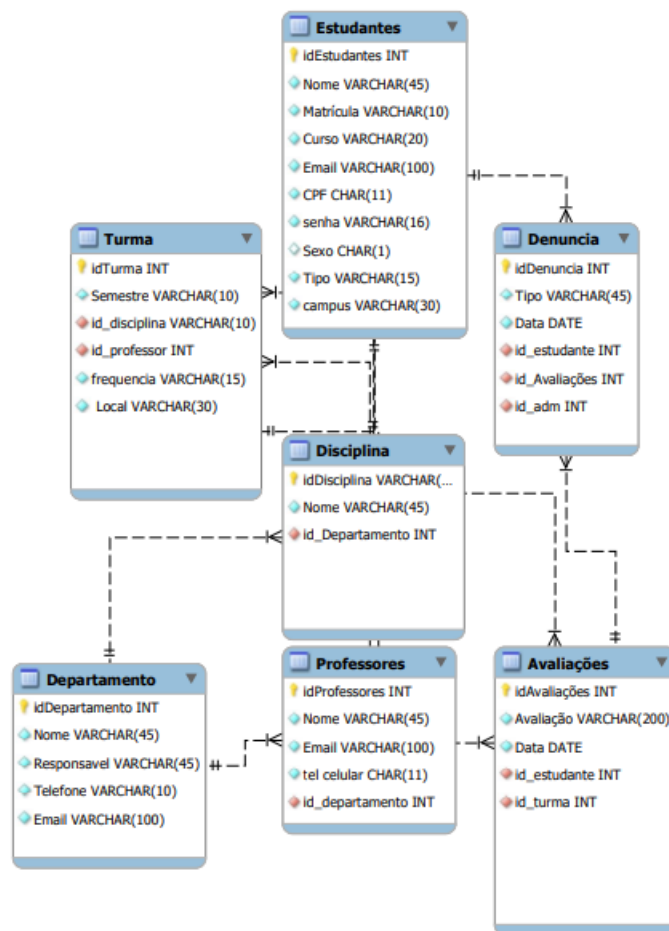 Estudantes
idEstudantes INT
Nome VARCHAR(45)
Matrícula VARCHAR(10)
Curso VARCHAR(20)
Email VARCHAR(100)
CPF CHAR(11)
senha VARCHAR(16)
Sexo CHAR(1)
Tipo VARCHAR(15)
campus VARCHAR(30)
Turma
idTurma INT
Semestre VARCHAR(10)
id_disciplina VARCHAR(10)
id_professor INT
frequencia VARCHAR(15)
Local VARCHAR(30)
Denuncia
idDenuncia INT
Tipo VARCHAR(45)
Data DATE
id_estudante INT
id_Avaliações INT
id_adm INT
Disciplina
idDisciplina VARCHAR(...
Nome VARCHAR(45)
id_Departamento INT
Departamento
idDepartamento INT
Nome VARCHAR(45)
Responsavel VARCHAR(45)
Telefone VARCHAR(10)
Email VARCHAR(100)
Professores
idProfessores INT
Nome VARCHAR(45)
Email VARCHAR(100)
tel celular CHAR(11)
id_departamento INT
Avaliações
idAvaliações INT
Avaliação VARCHAR(200)
Data DATE
id_estudante INT
id_turma INT